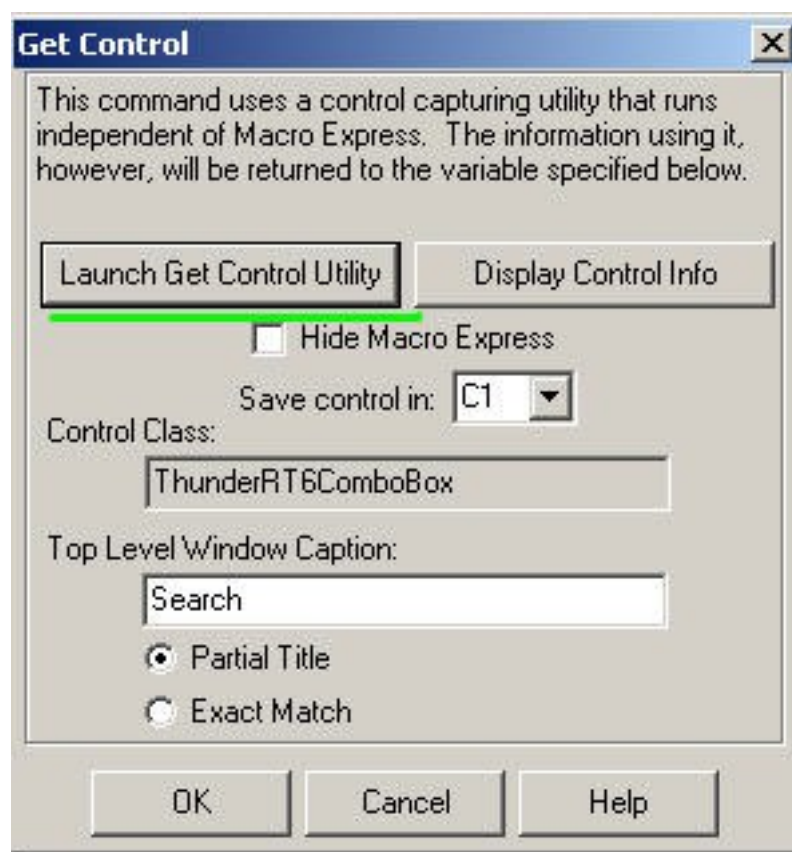 Get Control
This command uses a control capturing utility that runs
independent of Macro Express. The information using it,
however, will be returned to the variable specified below.
Launch Get Control Utility Display Control Info
Hide Macro Express
Save control in: C1
Control Class:
ThunderRT6ComboBox
Top Level Window Caption:
Search
Partial Title
Exact Match
OK Cancel Help